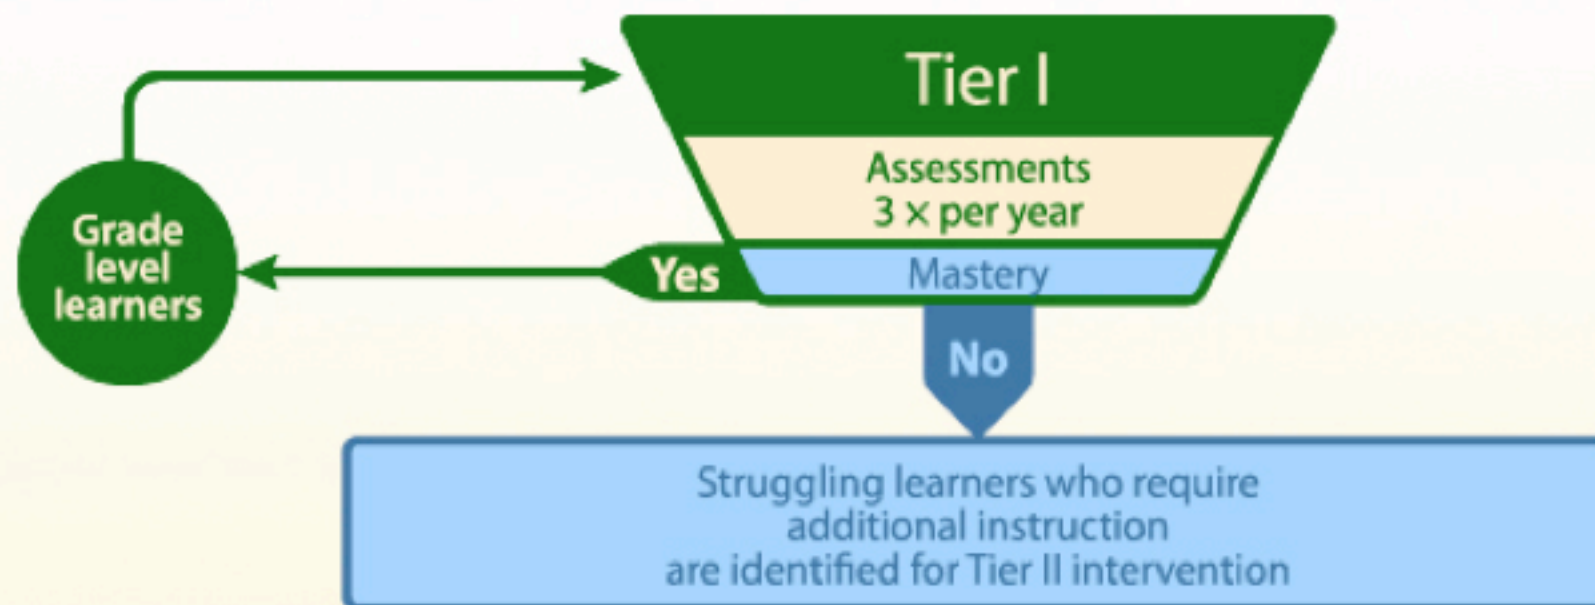 Tier I
Assessments
3 × per year
Grade
level
learners
Yes
Mastery
No
Struggling learners who require
additional instruction
are identified for Tier II intervention